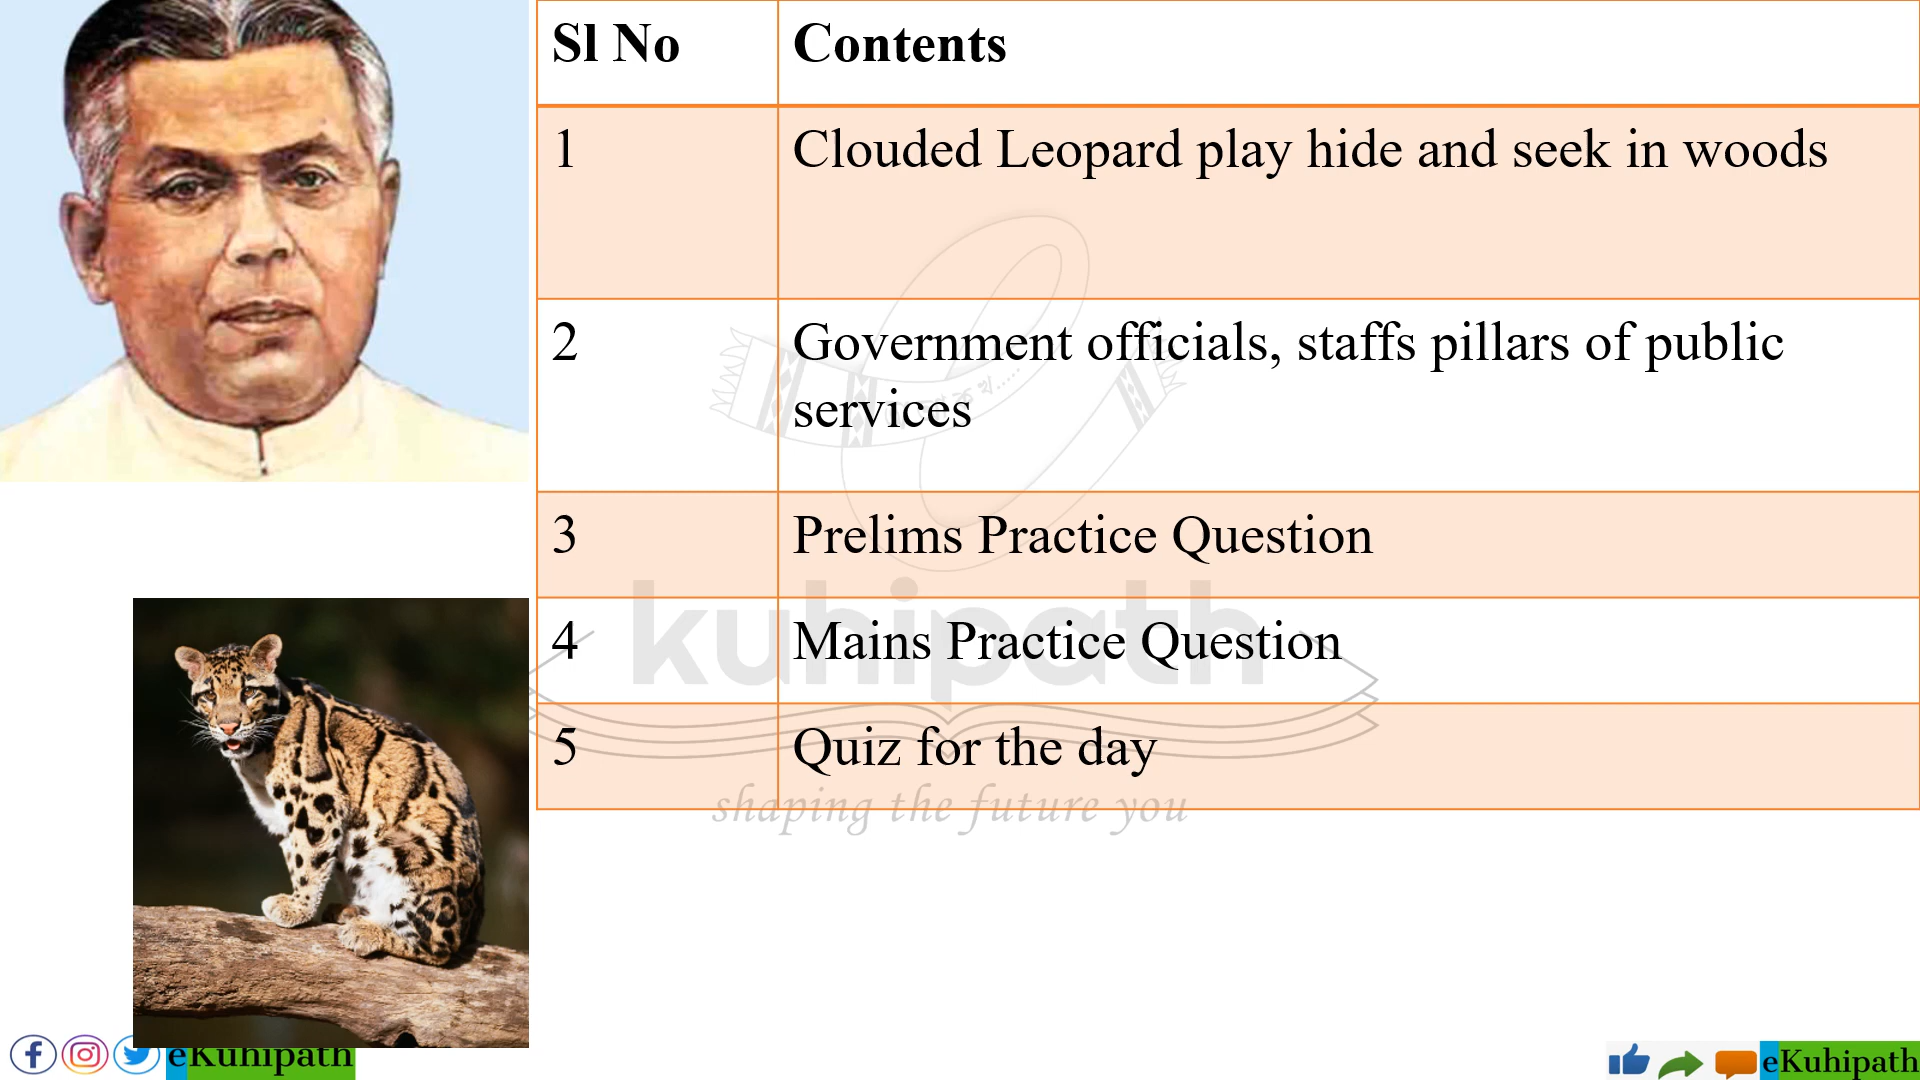 Sl No Contents
1 Clouded Leopard play hide and seek in woods
2 Government officials, staffs pillars of public
services
3 Prelims Practice Question
4 Mains Practice Question
5 Quiz for the day
kuhipath
shaping the future you
eKuhipath
eKuhipath